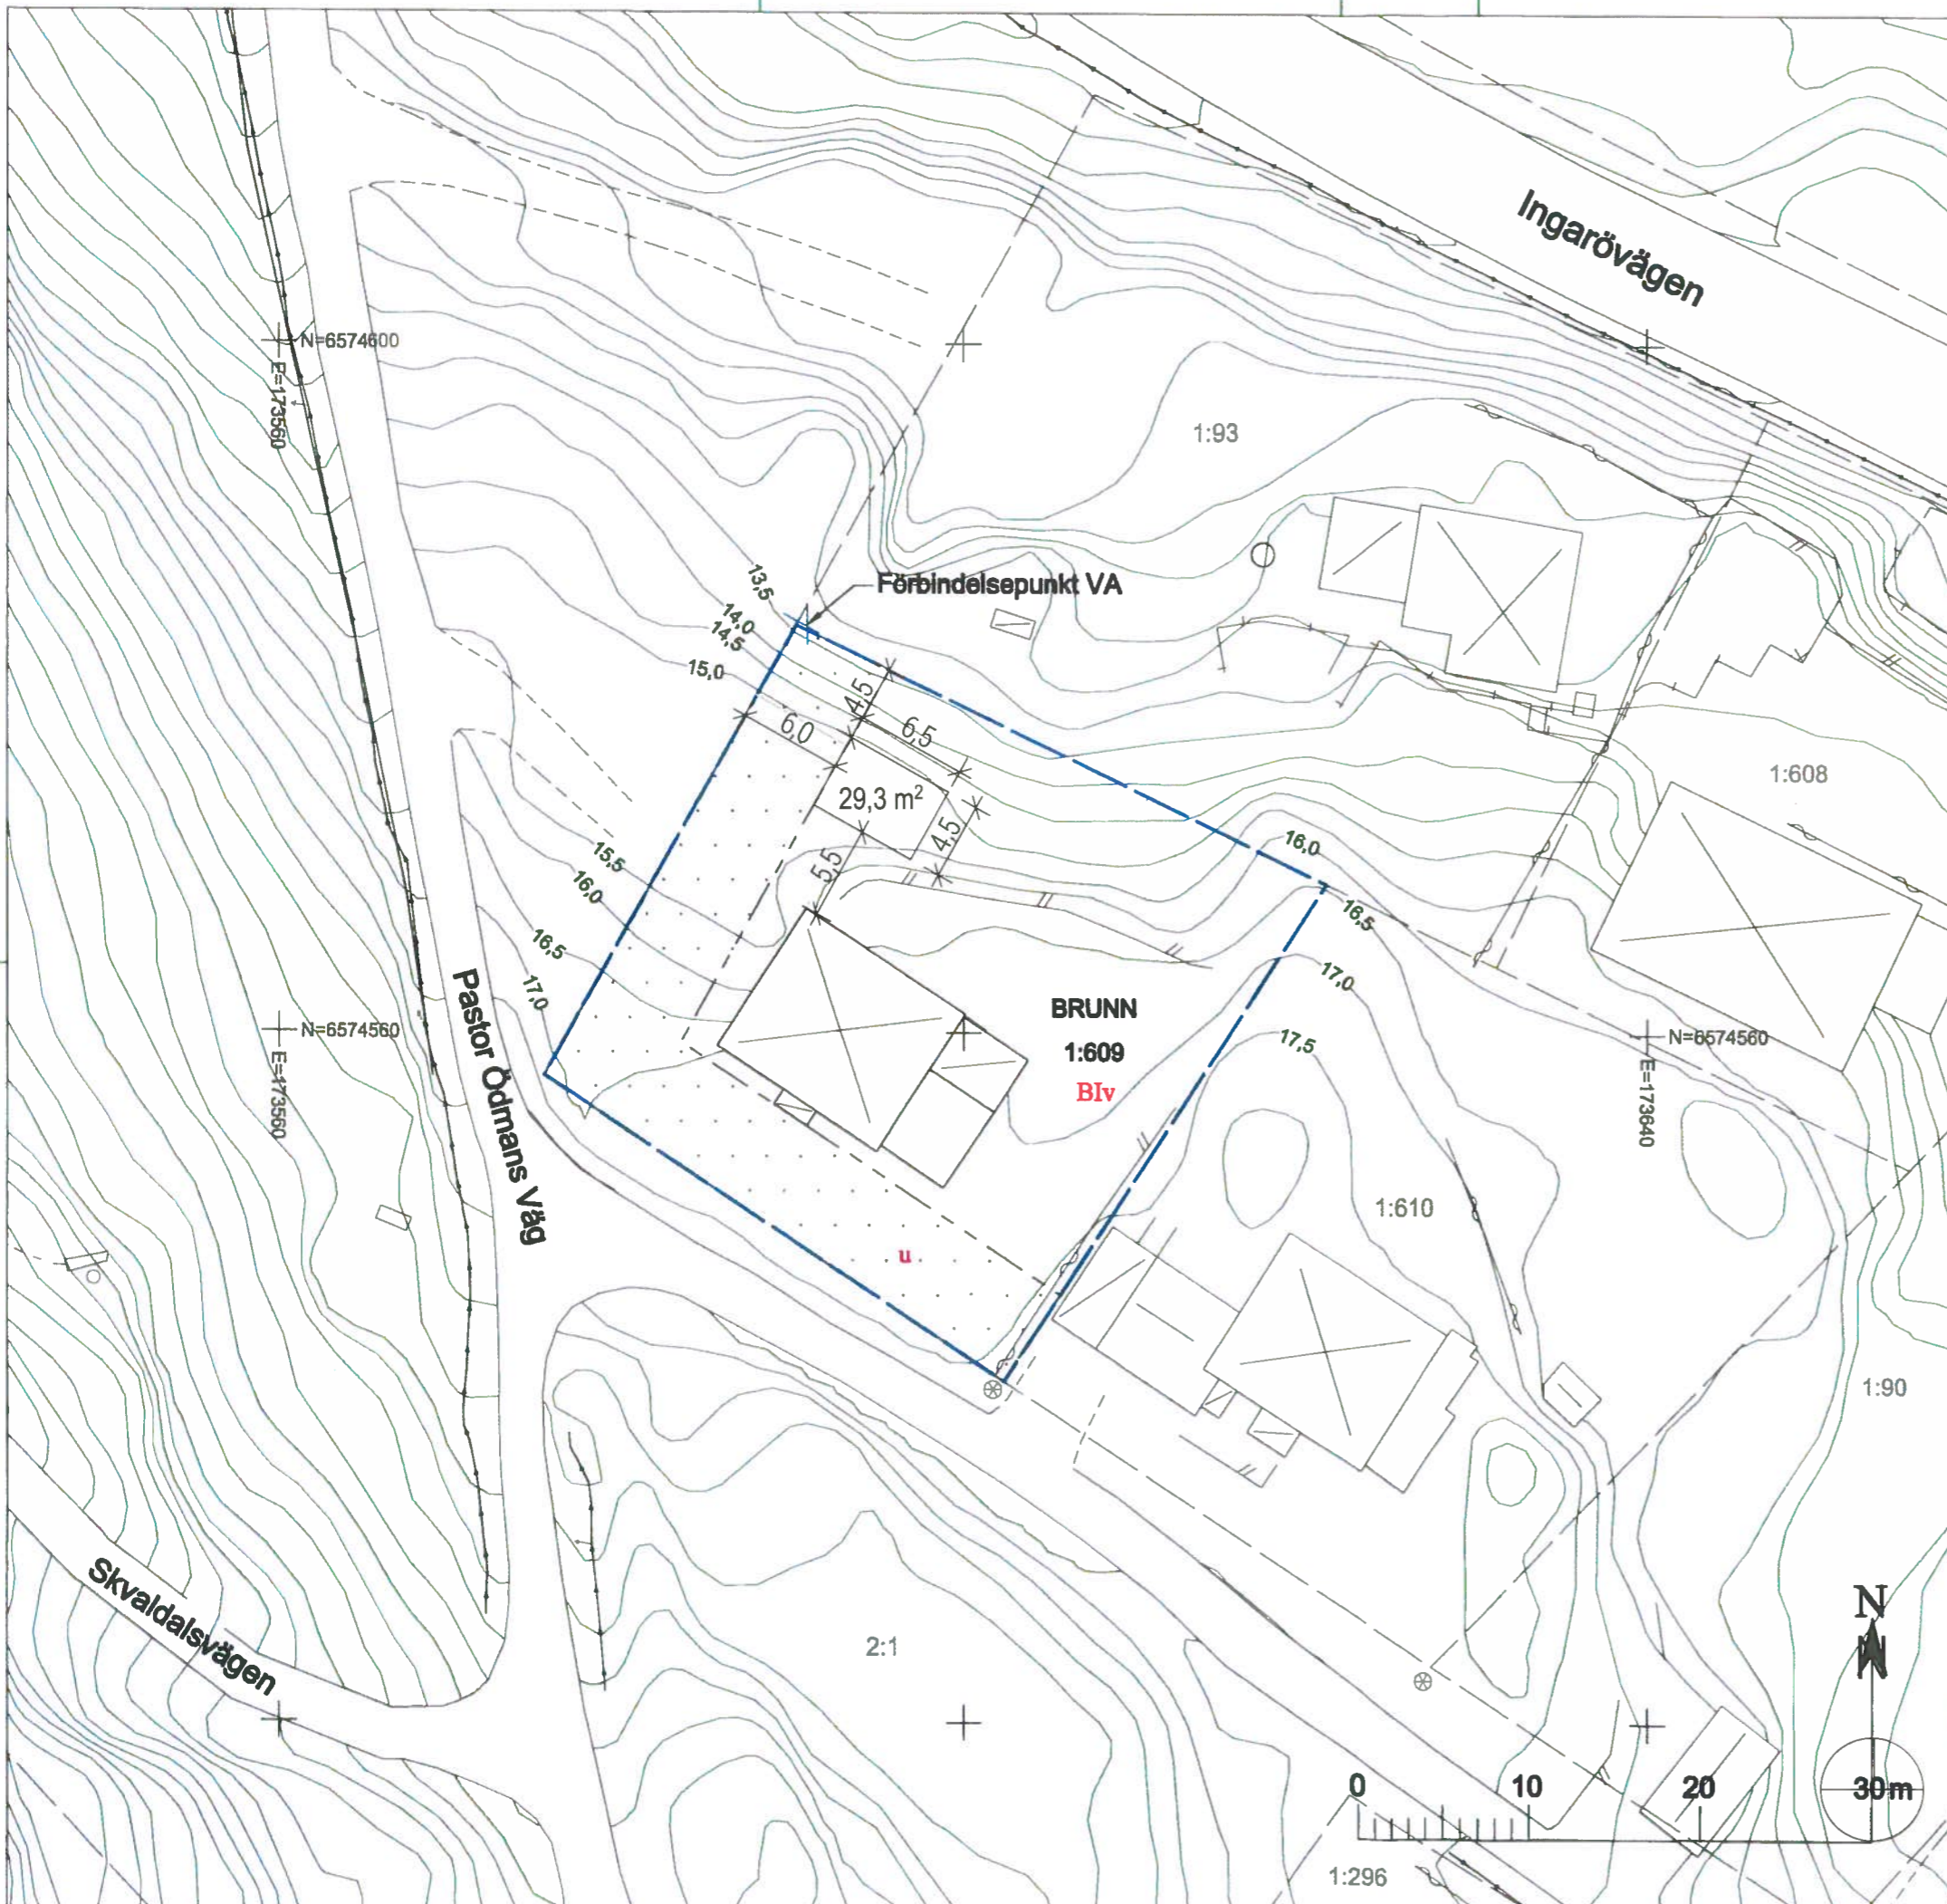 Ingarövägen
N=6574600
E=173560
1:93
Förbindelsepunkt VA
13,5
14,0
14,5
15,0
4,5
6,0
6,5
1:608
29,3 m²
4,5
5,5
15,5
16,0
16,0
16,5
16,5
17,0
17,0
Pastor Ödmans Väg
BRUNN
1:609
BIv
17,5
N=6574560
E=173560
N=6574560
E=173640
1:610
u
1:90
Skvaldalsvägen
2:1
N
N
0 10 20 30m
1:296